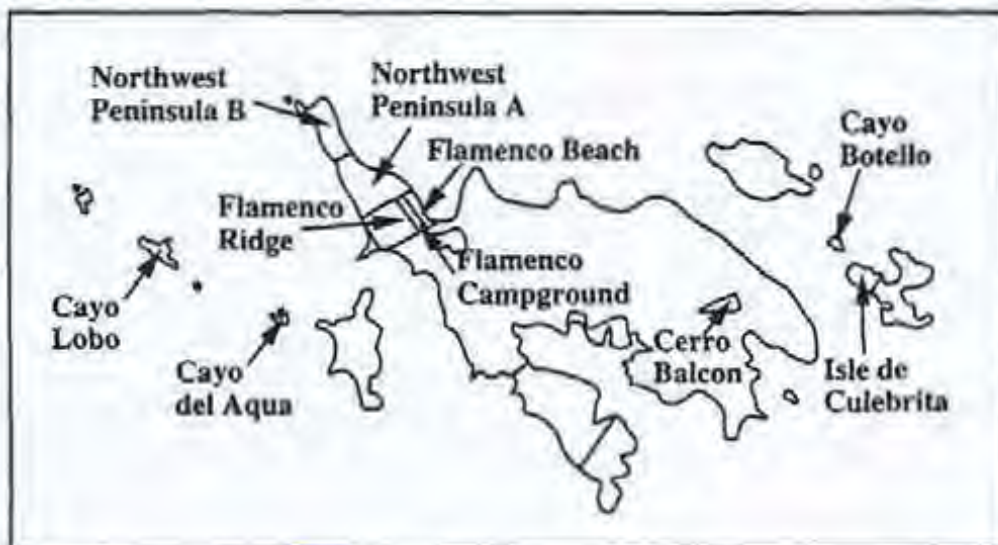 Northwest
Peninsula B
Northwest
Peninsula A
Flamenco Beach
Cayo
Botello
Flamenco
Ridge
Flamenco
Campground
Cayo
Lobo
Cayo
del Aqua
Cerro
Balcon
Isle de
Culebrita